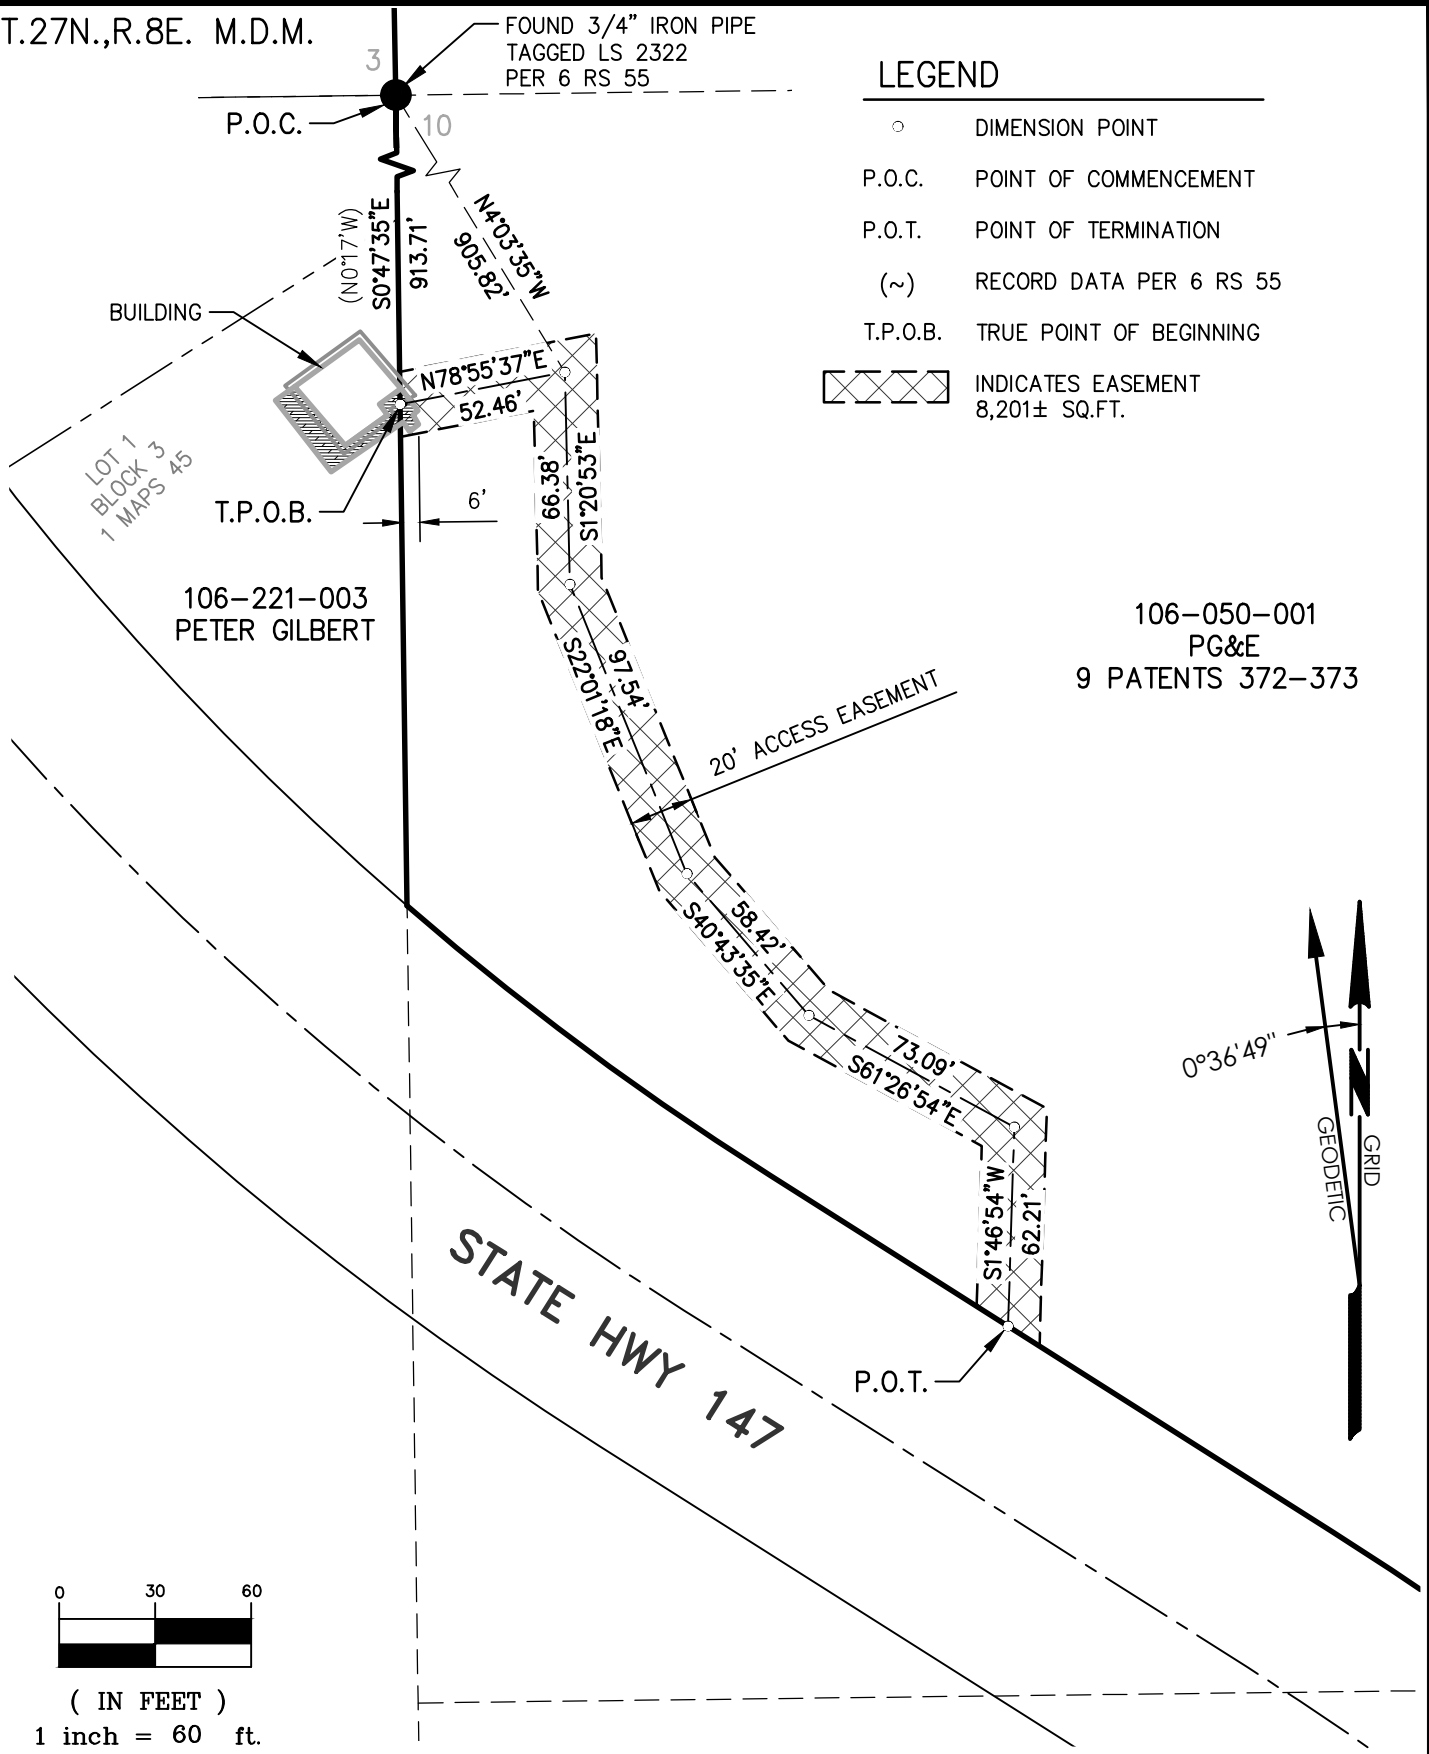 T.27N.,R.8E. M.D.M.
FOUND 3/4" IRON PIPE
TAGGED LS 2322
PER 6 RS 55
3
10
P.O.C.
LEGEND
DIMENSION POINT
P.O.C. POINT OF COMMENCEMENT
P.O.T. POINT OF TERMINATION
(~) RECORD DATA PER 6 RS 55
T.P.O.B. TRUE POINT OF BEGINNING
INDICATES EASEMENT
8,201± SQ.FT.
(N0°17'W)
S0°47'35"E
913.71'
N4°03'35"W
905.82'
BUILDING
N78°55'37"E
52.46'
LOT 1
BLOCK 3
1 MAPS 45
T.P.O.B.
6'
66.38'
S1°20'53"E
106-221-003
PETER GILBERT
106-050-001
PG&E
9 PATENTS 372-373
97.54'
S22°01'18"E
20' ACCESS EASEMENT
58.42'
S40°43'35"E
73.09'
S61°26'54"E
S1°46'54"W
62.21'
0°36'49"
N
GEODETIC
GRID
STATE HWY 147
P.O.T.
0 30 60
( IN FEET )
1 inch = 60 ft.